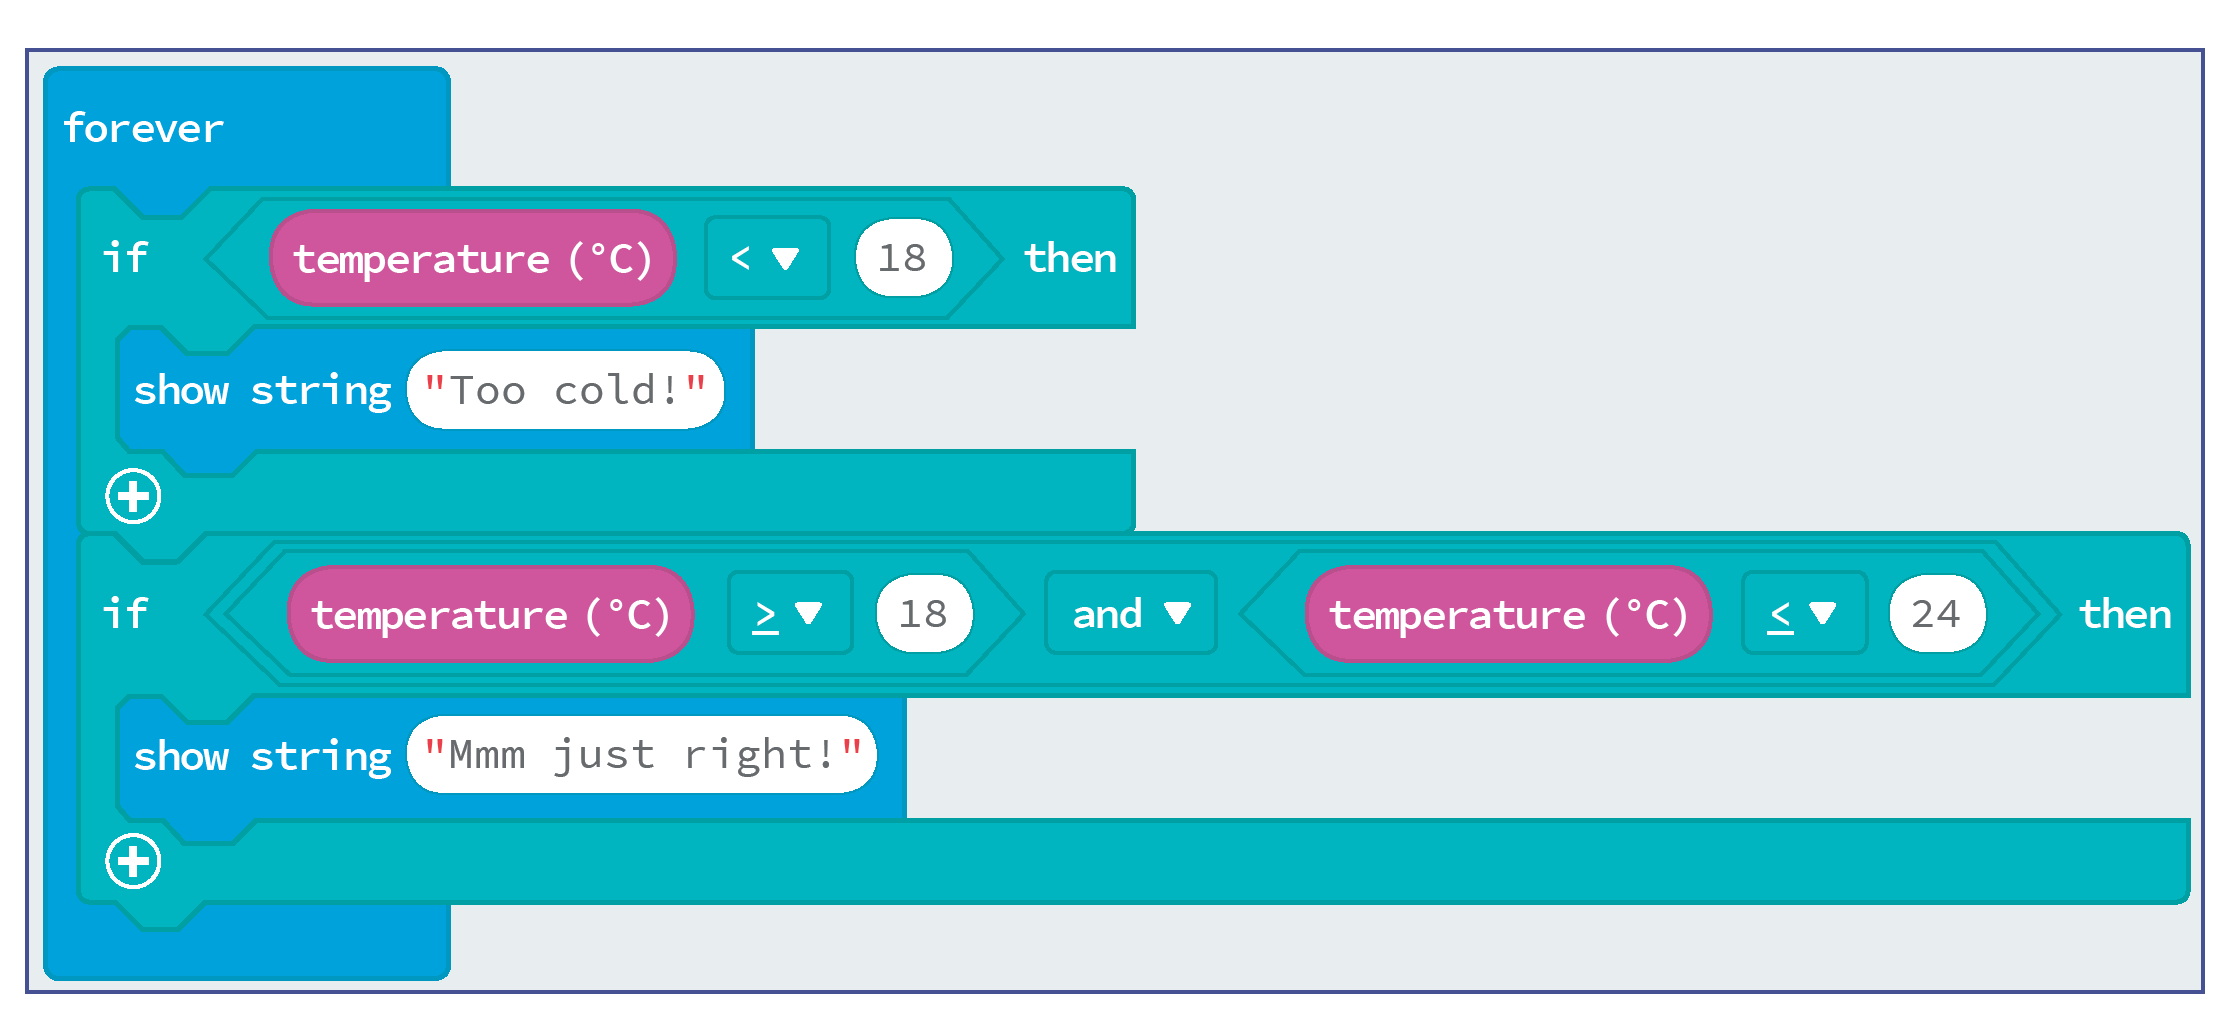 forever
if temperature (°C) < 18 then
show string "Too cold!"
if temperature (°C) ≥ 18 and temperature (°C) ≤ 24 then
show string "Mmm just right!"